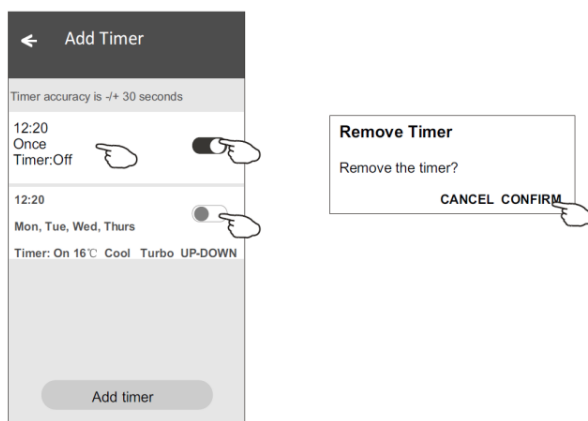 Add Timer
Timer accuracy is -/+ 30 seconds
12:20
Once
Timer:Off
12:20
Mon, Tue, Wed, Thurs
Timer: On 16℃ Cool Turbo UP-DOWN
Add timer
Remove Timer
Remove the timer?
CANCEL CONFIRM